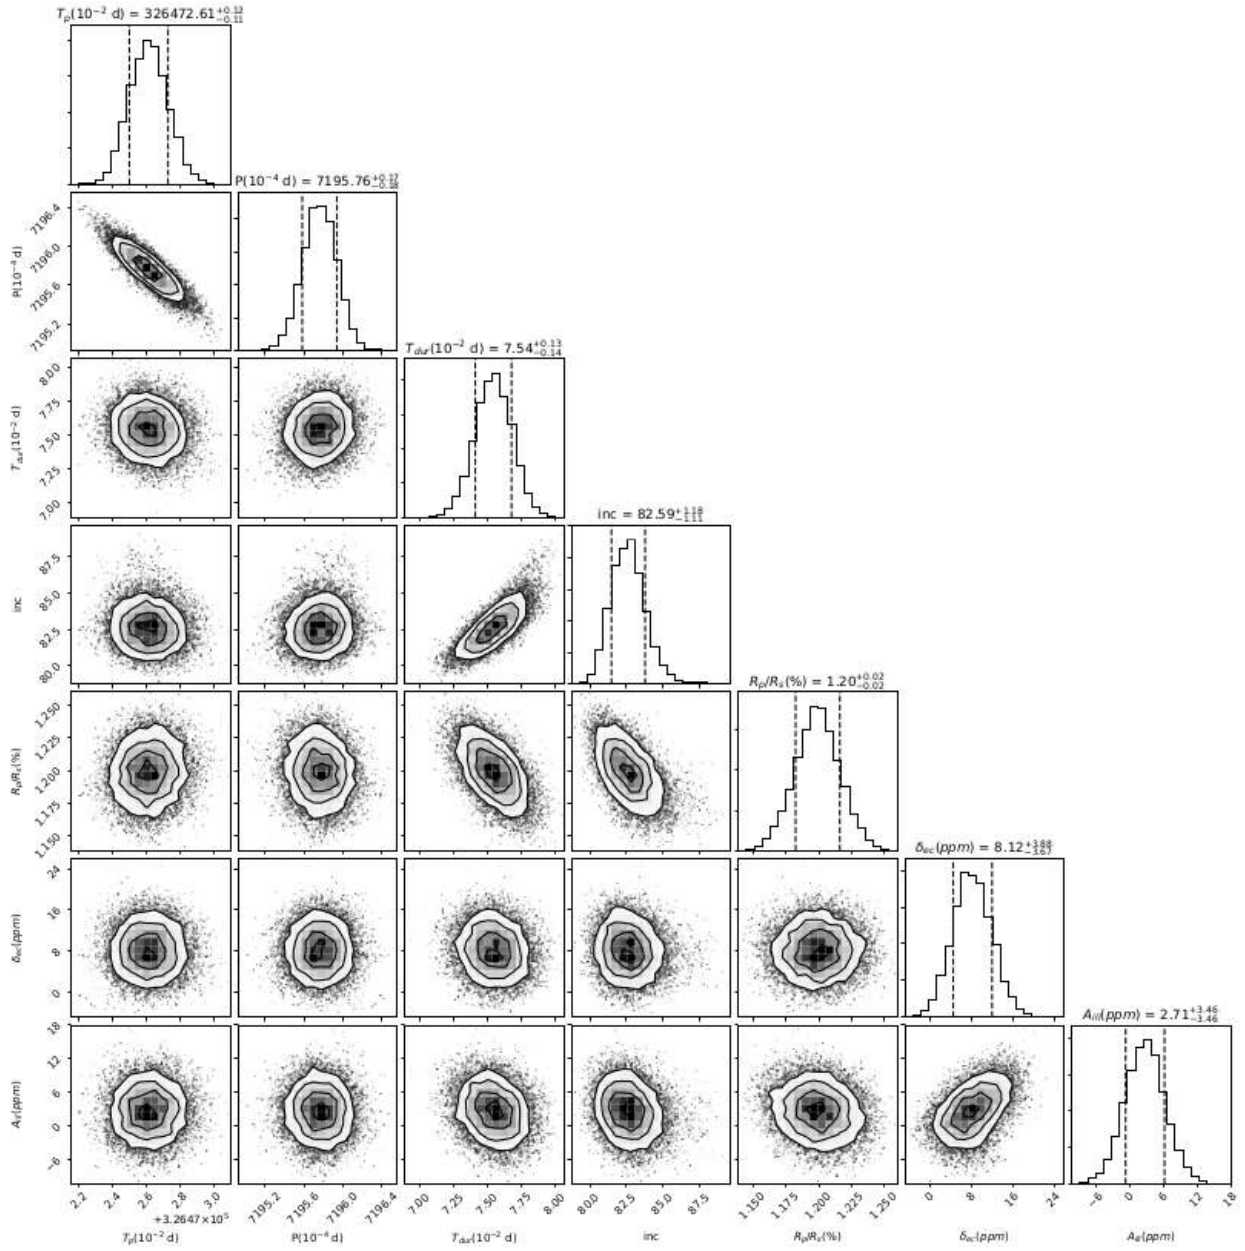 T_p(10^-2 d) = 326472.61^{+0.12}_{-0.11}
P(10^-4 d) = 7195.76^{+0.17}_{-0.18}
7196.4
7196.0
7195.6
7195.2
P(10^-4 d)
T_dur(10^-2 d) = 7.54^{+0.13}_{-0.14}
8.00
7.75
7.50
7.25
7.00
T_dur(10^-2 d)
inc = 82.59^{+1.18}_{-1.11}
87.5
85.0
82.5
80.0
inc
R_p/R_s(%) = 1.20^{+0.02}_{-0.02}
1.250
1.225
1.200
1.175
1.150
R_p/R_s(%)
δ_ec(ppm) = 8.12^{+3.88}_{-3.67}
24
16
8
0
δ_ec(ppm)
A_ill(ppm) = 2.71^{+3.46}_{-3.46}
18
12
6
0
−6
A_ill(ppm)
2.2 2.4 2.6 2.8 3.0
+3.2647×10^5
T_p(10^-2 d)
7195.2 7195.6 7196.0 7196.4
P(10^-4 d)
7.00 7.25 7.50 7.75 8.00
T_dur(10^-2 d)
80.0 82.5 85.0 87.5
inc
1.150 1.175 1.200 1.225 1.250
R_p/R_s(%)
0 8 16 24
δ_ec(ppm)
−6 0 6 12 18
A_ill(ppm)